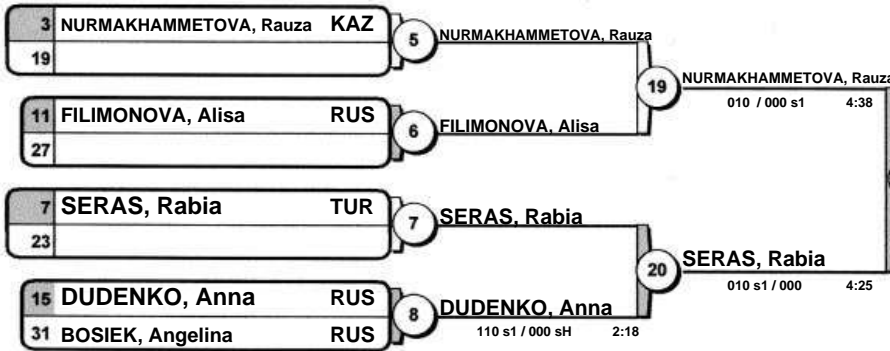 3 NURMAKHAMMETOVA, Rauza KAZ
19
5
NURMAKHAMMETOVA, Rauza
11 FILIMONOVA, Alisa RUS
27
6
FILIMONOVA, Alisa
19
NURMAKHAMMETOVA, Rauza
010 / 000 s1 4:38
7 SERAS, Rabia TUR
23
7
SERAS, Rabia
15 DUDENKO, Anna RUS
31 BOSIEK, Angelina RUS
8
DUDENKO, Anna
110 s1 / 000 sH 2:18
20
SERAS, Rabia
010 s1 / 000 4:25